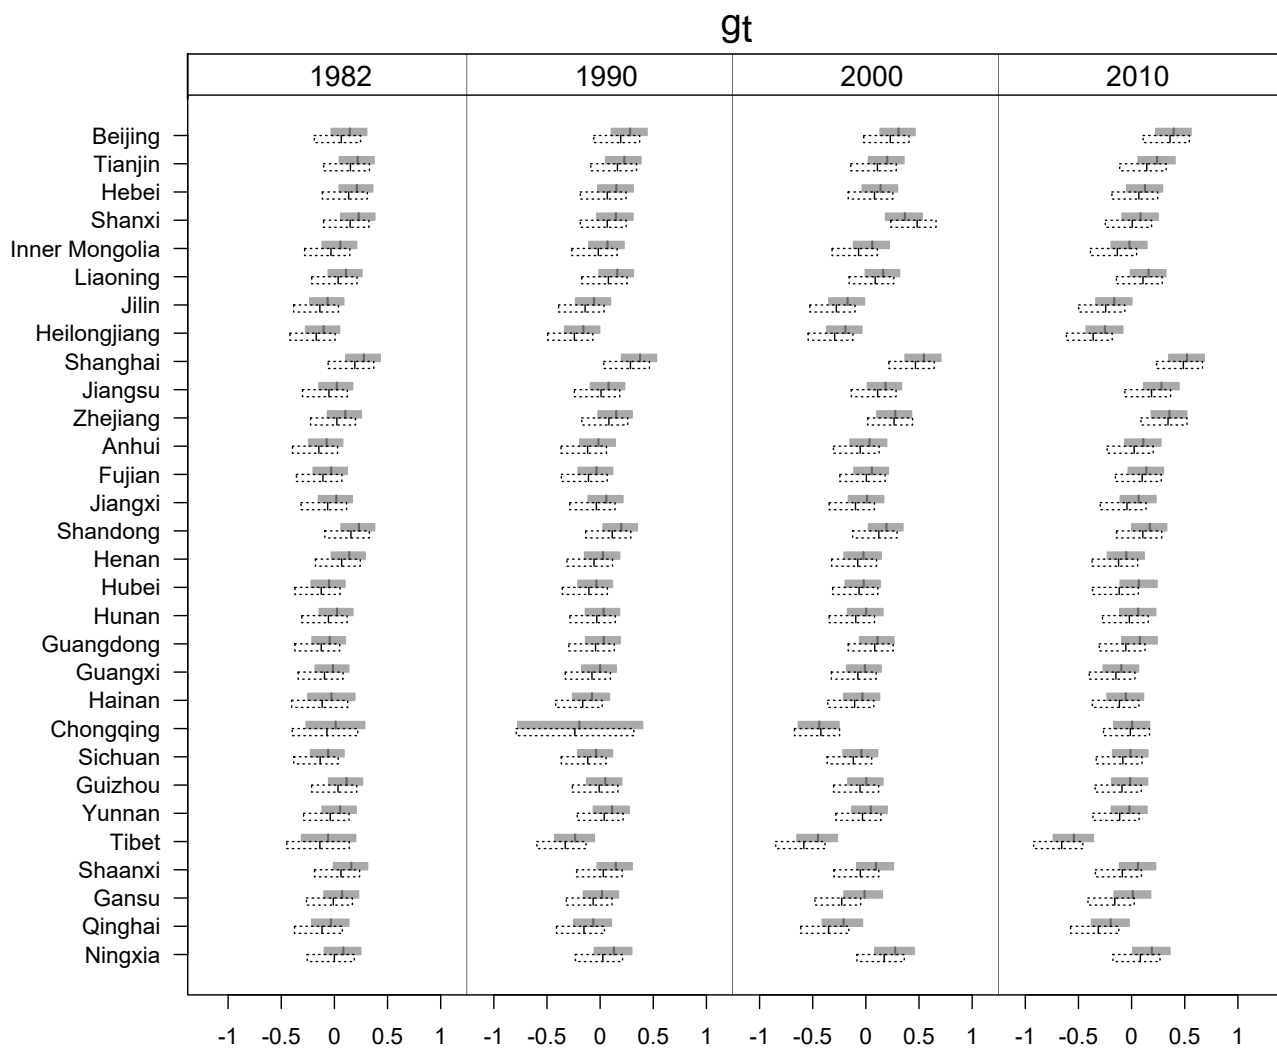 gt
1982 1990 2000 2010
Beijing
Tianjin
Hebei
Shanxi
Inner Mongolia
Liaoning
Jilin
Heilongjiang
Shanghai
Jiangsu
Zhejiang
Anhui
Fujian
Jiangxi
Shandong
Henan
Hubei
Hunan
Guangdong
Guangxi
Hainan
Chongqing
Sichuan
Guizhou
Yunnan
Tibet
Shaanxi
Gansu
Qinghai
Ningxia
-1 -0.5 0 0.5 1 -1 -0.5 0 0.5 1 -1 -0.5 0 0.5 1 -1 -0.5 0 0.5 1